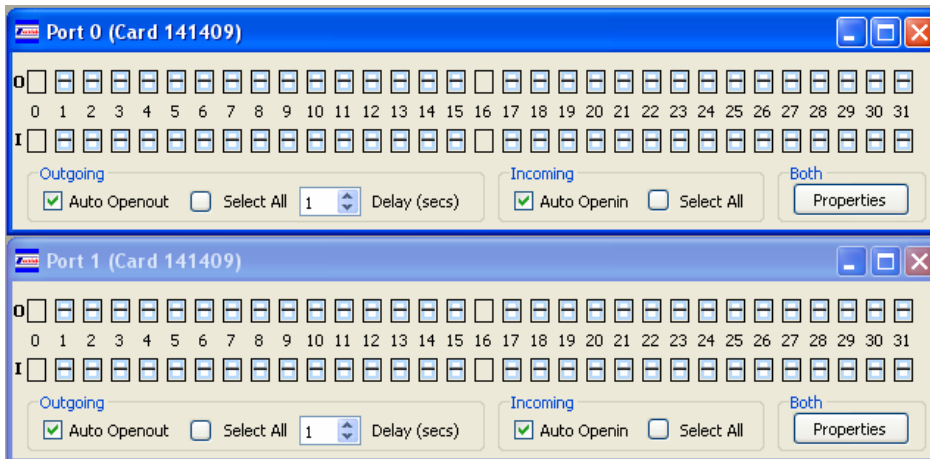 Port 0 (Card 141409)
O
0 1 2 3 4 5 6 7 8 9 10 11 12 13 14 15 16 17 18 19 20 21 22 23 24 25 26 27 28 29 30 31
I
Outgoing Incoming Both
Auto Openout Select All 1 Delay (secs) Auto Openin Select All Properties
Port 1 (Card 141409)
O
0 1 2 3 4 5 6 7 8 9 10 11 12 13 14 15 16 17 18 19 20 21 22 23 24 25 26 27 28 29 30 31
I
Outgoing Incoming Both
Auto Openout Select All 1 Delay (secs) Auto Openin Select All Properties